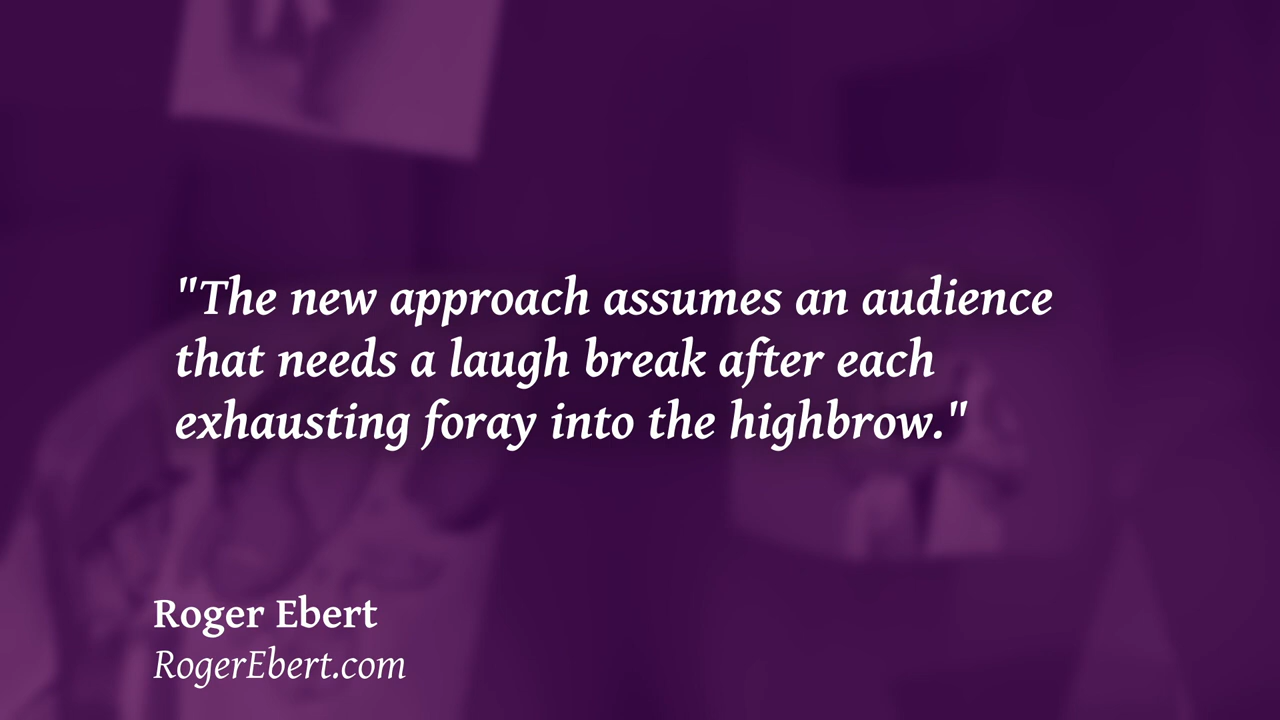 "The new approach assumes an audience
that needs a laugh break after each
exhausting foray into the highbrow."
Roger Ebert
RogerEbert.com